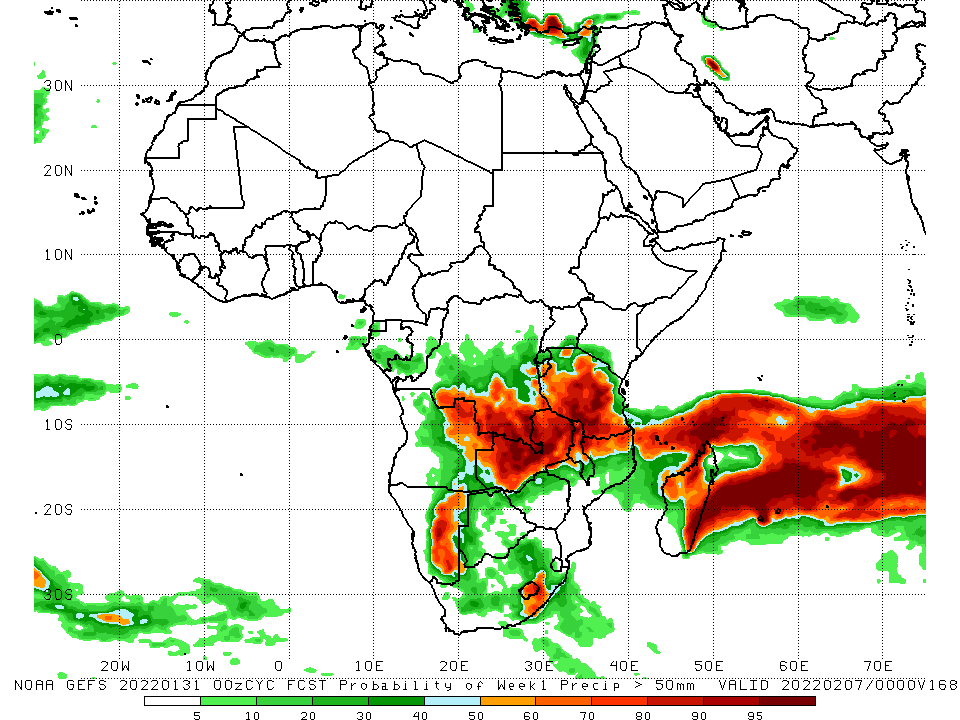 30N
20N
10N
0
10S
20S
30S
20W 10W 0 10E 20E 30E 40E 50E 60E 70E
NOAA GEFS 20220131 00zCYC FCST Probability of Week1 Precip > 50mm VALID 20220207/0000V168
5 10 20 30 40 50 60 70 80 90 95